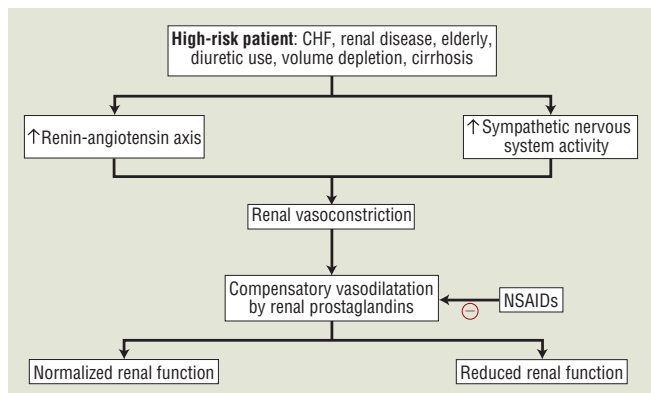 High-risk patient: CHF, renal disease, elderly,
diuretic use, volume depletion, cirrhosis
↑Renin-angiotensin axis
↑Sympathetic nervous
system activity
Renal vasoconstriction
Compensatory vasodilatation
by renal prostaglandins
NSAIDs
−
Normalized renal function
Reduced renal function